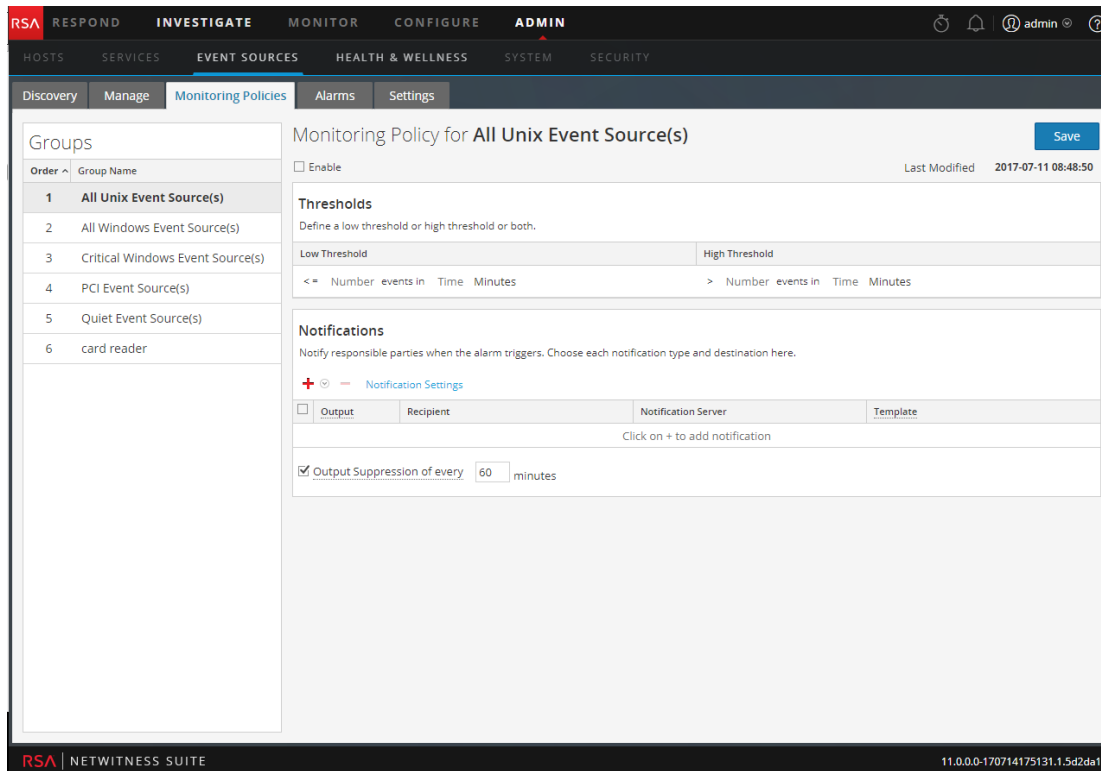 RSA RESPOND INVESTIGATE MONITOR CONFIGURE ADMIN admin
HOSTS SERVICES EVENT SOURCES HEALTH & WELLNESS SYSTEM SECURITY
Discovery Manage Monitoring Policies Alarms Settings
Groups
Order Group Name
1 All Unix Event Source(s)
2 All Windows Event Source(s)
3 Critical Windows Event Source(s)
4 PCI Event Source(s)
5 Quiet Event Source(s)
6 card reader
Monitoring Policy for All Unix Event Source(s) Save
Enable Last Modified 2017-07-11 08:48:50
Thresholds
Define a low threshold or high threshold or both.
Low Threshold High Threshold
<= Number events in Time Minutes > Number events in Time Minutes
Notifications
Notify responsible parties when the alarm triggers. Choose each notification type and destination here.
+ − Notification Settings
Output Recipient Notification Server Template
Click on + to add notification
Output Suppression of every 60 minutes
RSA NETWITNESS SUITE 11.0.0.0-170714175131.1.5d2da1